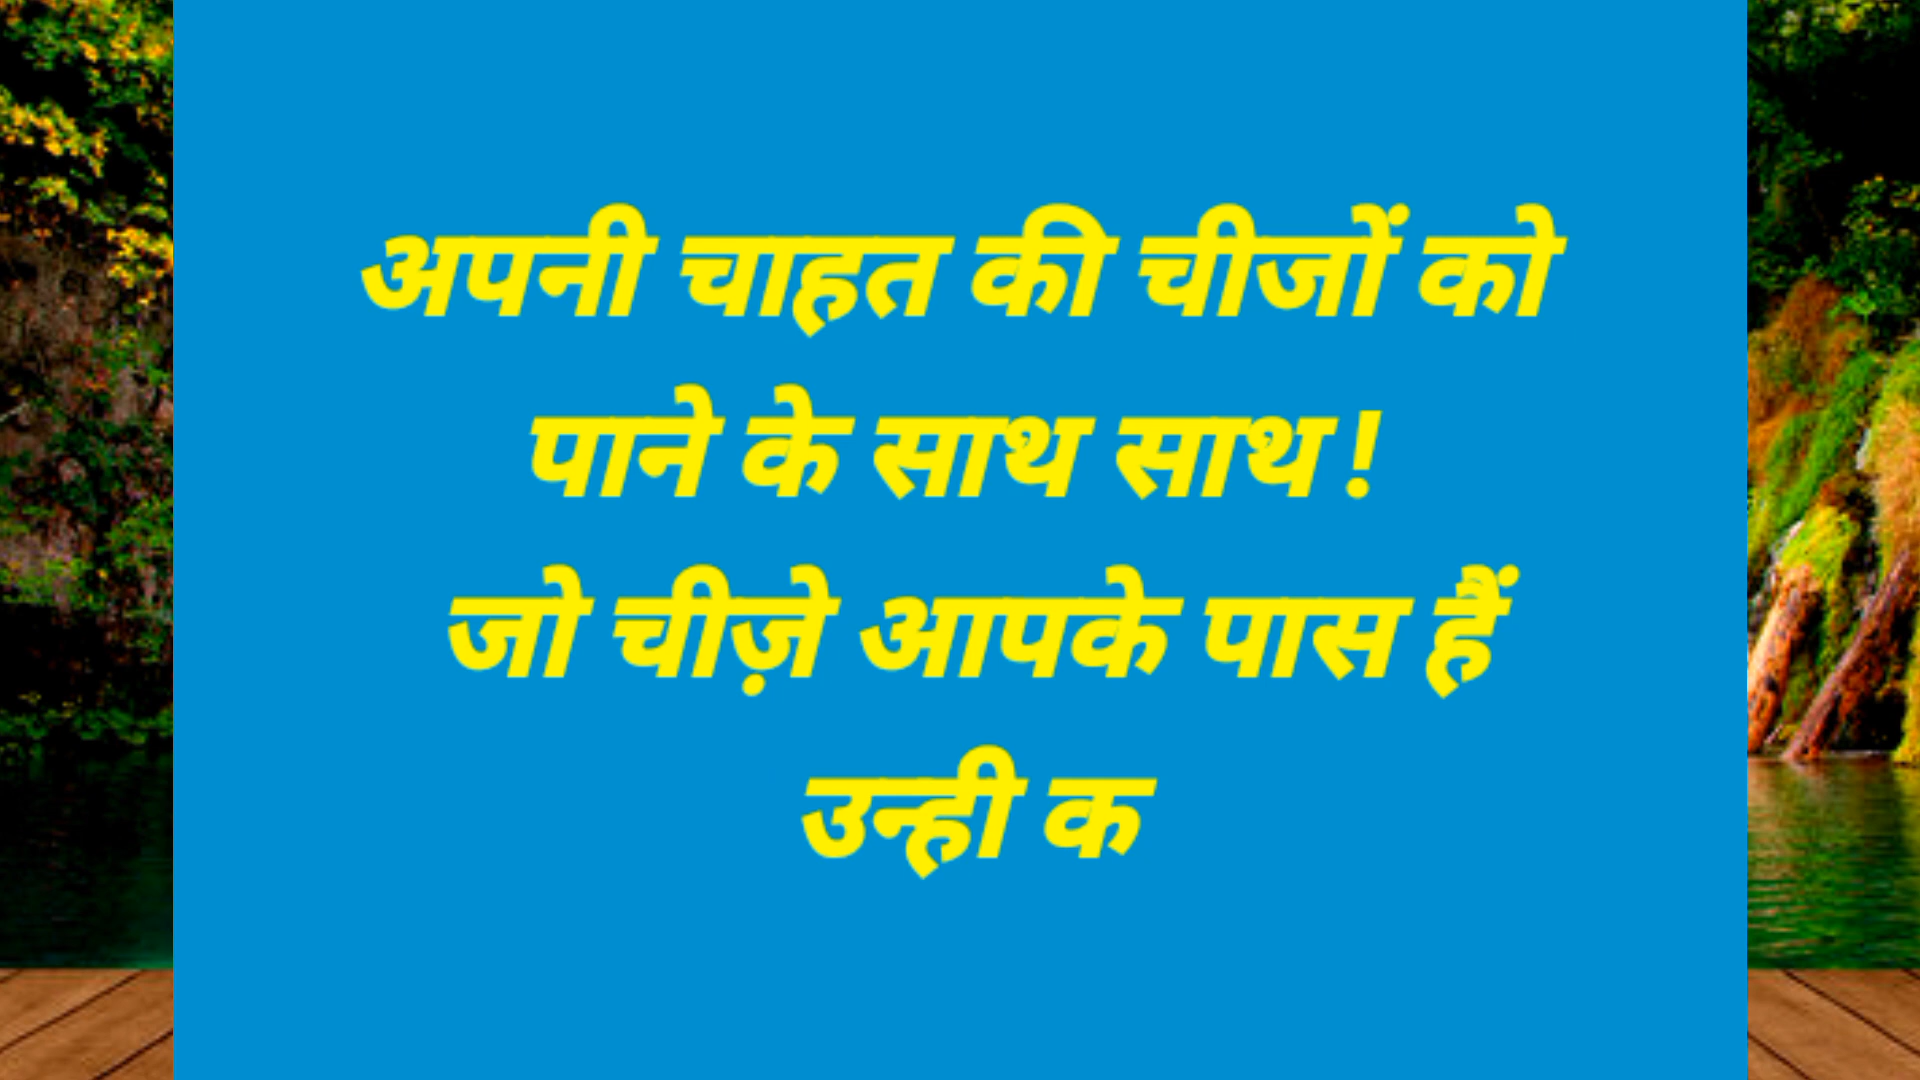 अपनी चाहत की चीजों को
पाने के साथ साथ!
जो चीज़े आपके पास हैं
उन्ही क